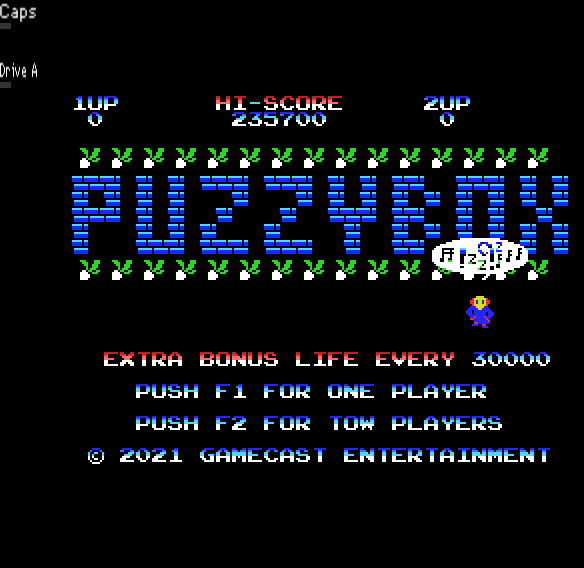 Caps
Drive A
1UP HI-SCORE 2UP
0 235700 0
PUZZYBOX
EXTRA BONUS LIFE EVERY 30000
PUSH F1 FOR ONE PLAYER
PUSH F2 FOR TOW PLAYERS
© 2021 GAMECAST ENTERTAINMENT